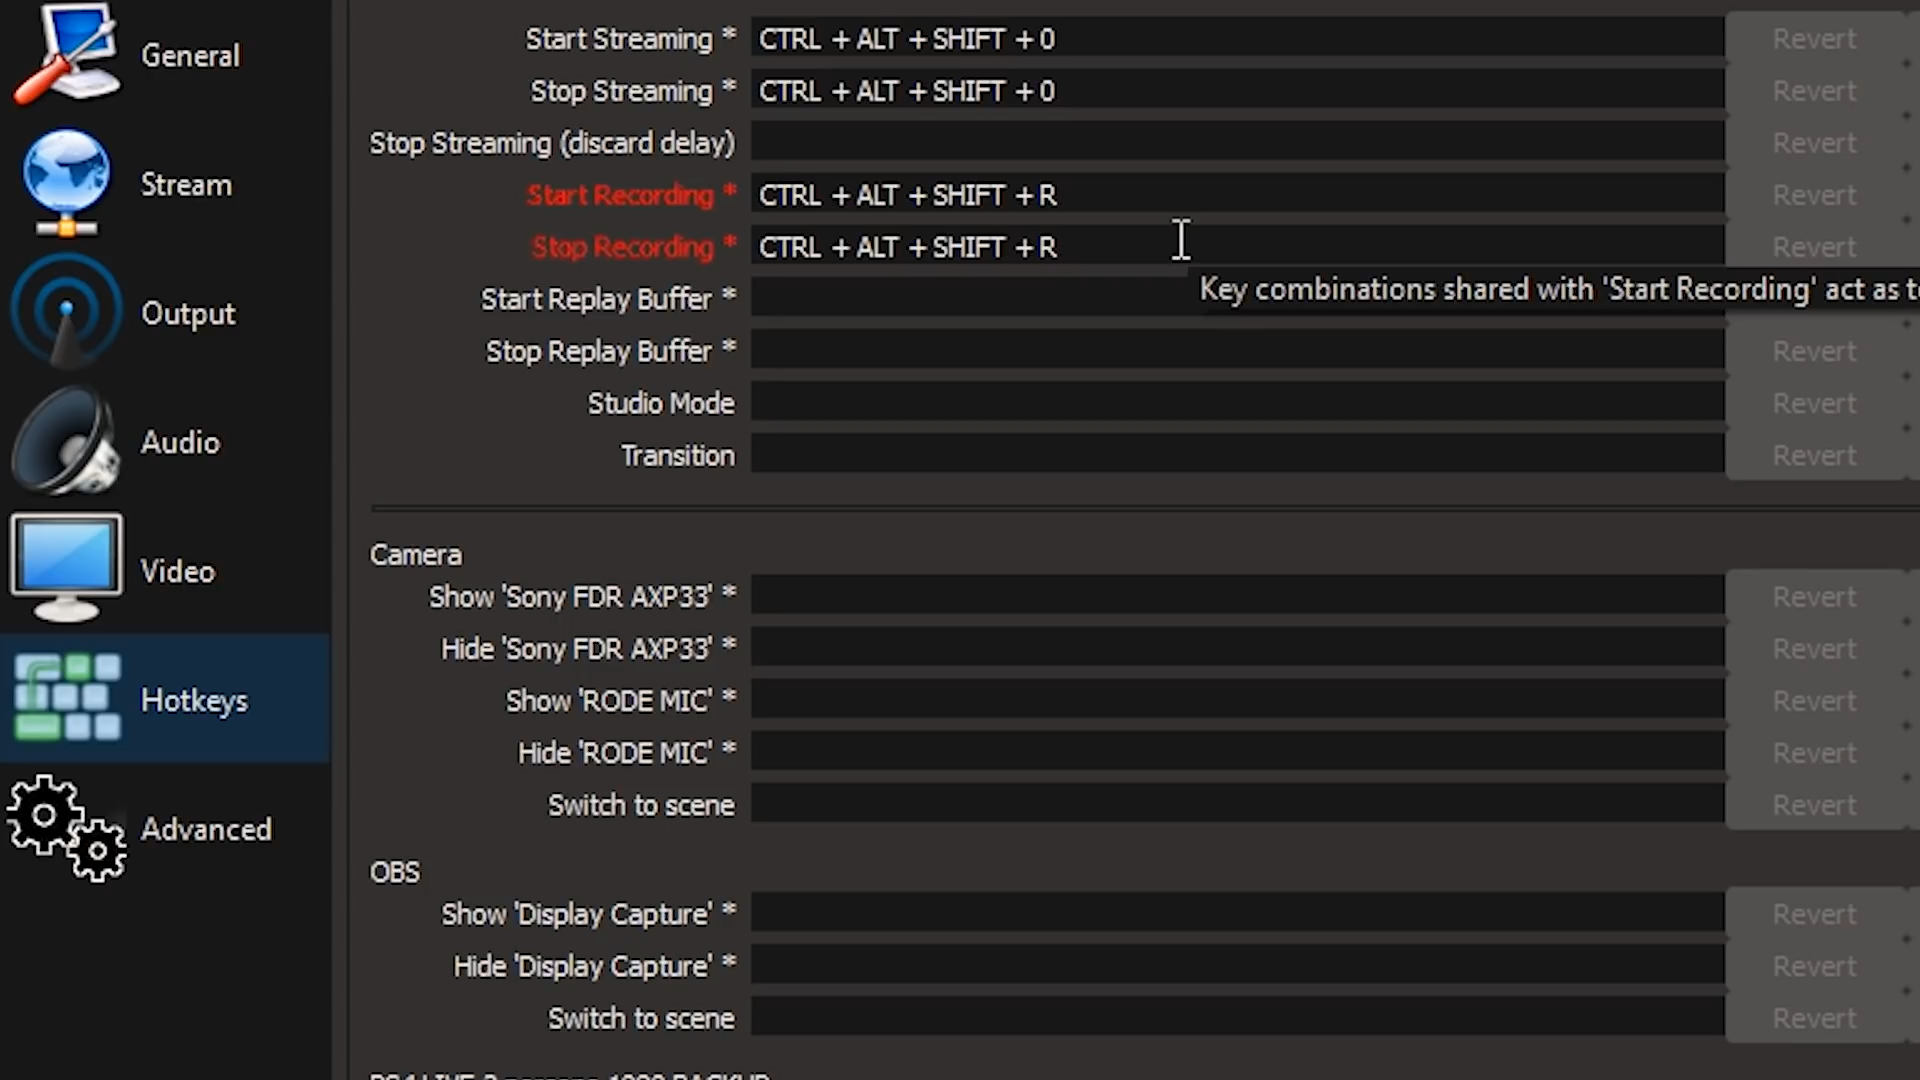 General
Stream
Output
Audio
Video
Hotkeys
Advanced
Start Streaming * CTRL + ALT + SHIFT + 0 Revert
Stop Streaming * CTRL + ALT + SHIFT + 0 Revert
Stop Streaming (discard delay) Revert
Start Recording * CTRL + ALT + SHIFT + R Revert
Stop Recording * CTRL + ALT + SHIFT + R Revert
Key combinations shared with 'Start Recording' act as
Start Replay Buffer *
Stop Replay Buffer * Revert
Studio Mode Revert
Transition Revert
Camera
Show 'Sony FDR AXP33' * Revert
Hide 'Sony FDR AXP33' * Revert
Show 'RODE MIC' * Revert
Hide 'RODE MIC' * Revert
Switch to scene Revert
OBS
Show 'Display Capture' * Revert
Hide 'Display Capture' * Revert
Switch to scene Revert